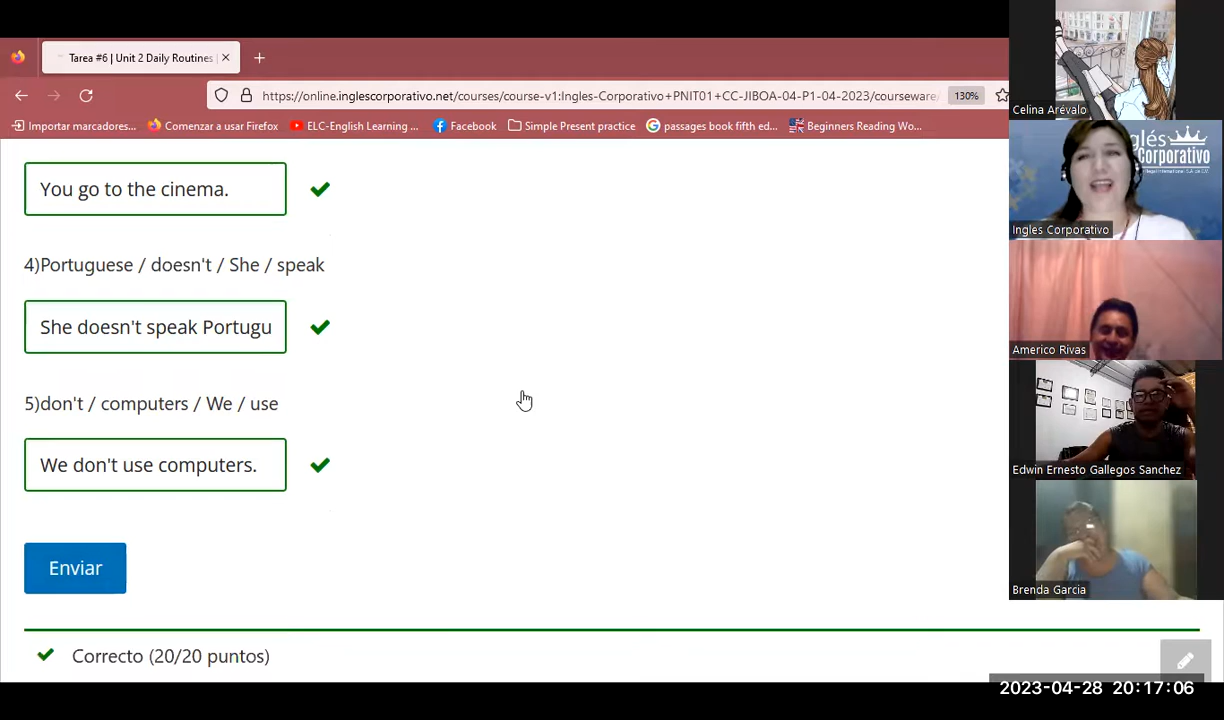 Tarea #6 | Unit 2 Daily Routines |
https://online.inglescorporativo.net/courses/course-v1:Ingles-Corporativo+PNIT01+CC-JIBOA-04-P1-04-2023/courseware/
130%
Importar marcadores...
Comenzar a usar Firefox
ELC-English Learning ...
Facebook
Simple Present practice
passages book fifth ed...
Beginners Reading Wo...
You go to the cinema.
4)Portuguese / doesn't / She / speak
She doesn't speak Portugu
5)don't / computers / We / use
We don't use computers.
Enviar
Correcto (20/20 puntos)
Celina Arévalo
glés
Corporativo
Ingles Corporativo
Americo Rivas
Edwin Ernesto Gallegos Sanchez
Brenda Garcia
2023-04-28 20:17:06